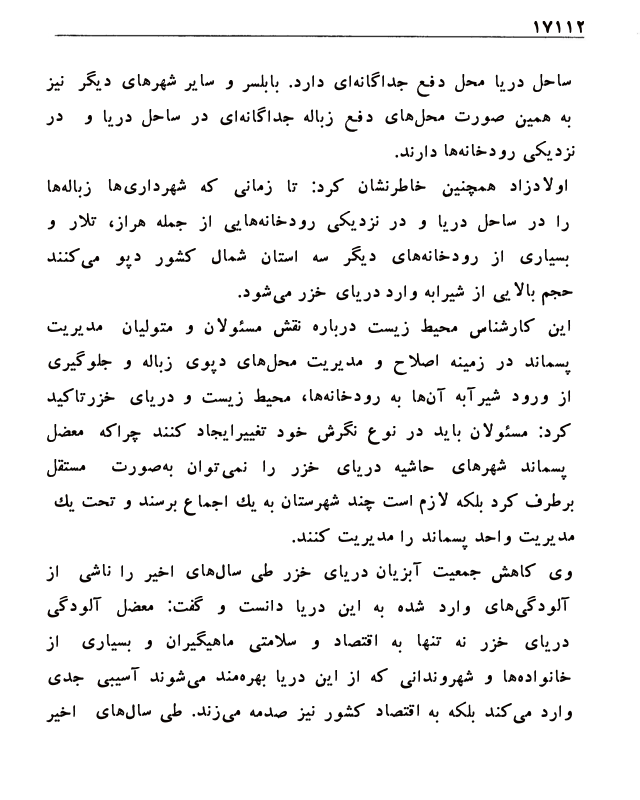 ۱۷۱۱۲
ساحل دریا محل دفع جداگانه‌ای دارد. بابلسر و سایر شهرهای دیگر نیز
به همین صورت محل‌های دفع زباله جداگانه‌ای در ساحل دریا و در
نزدیکی رودخانه‌ها دارند.
اولادزاد همچنین خاطرنشان کرد: تا زمانی که شهرداری‌ها زباله‌ها
را در ساحل دریا و در نزدیکی رودخانه‌هایی از جمله هراز، تلار و
بسیاری از رودخانه‌های دیگر سه استان شمال کشور دپو می‌کنند
حجم بالایی از شیرابه وارد دریای خزر می‌شود.
این کارشناس محیط زیست درباره نقش مسئولان و متولیان مدیریت
پسماند در زمینه اصلاح و مدیریت محل‌های دپوی زباله و جلوگیری
از ورود شیرآبه آن‌ها به رودخانه‌ها، محیط زیست و دریای خزرتاکید
کرد: مسئولان باید در نوع نگرش خود تغییرایجاد کنند چراکه معضل
پسماند شهرهای حاشیه دریای خزر را نمی‌توان به‌صورت مستقل
برطرف کرد بلکه لازم است چند شهرستان به یك اجماع برسند و تحت یك
مدیریت واحد پسماند را مدیریت کنند.
وی کاهش جمعیت آبزیان دریای خزر طی سال‌های اخیر را ناشی از
آلودگی‌های وارد شده به این دریا دانست و گفت: معضل آلودگی
دریای خزر نه تنها به اقتصاد و سلامتی ماهیگیران و بسیاری از
خانواده‌ها و شهروندانی که از این دریا بهره‌مند می‌شوند آسیبی جدی
وارد می‌کند بلکه به اقتصاد کشور نیز صدمه می‌زند. طی سال‌های اخیر